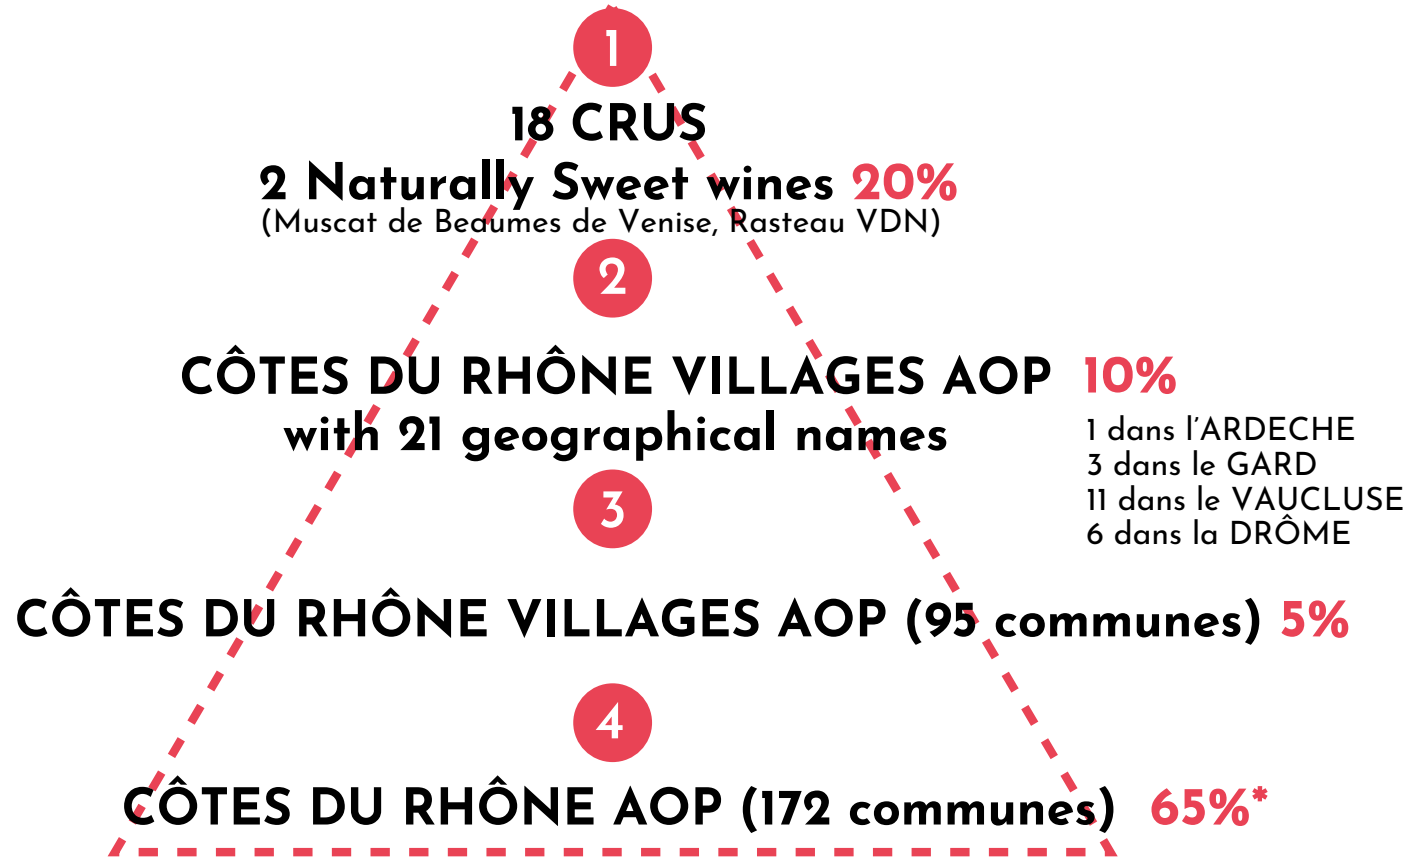 1
18 CRUS
2 Naturally Sweet wines 20%
(Muscat de Beaumes de Venise, Rasteau VDN)
2
CÔTES DU RHÔNE VILLAGES AOP 10%
with 21 geographical names
1 dans l'ARDECHE
3 dans le GARD
11 dans le VAUCLUSE
6 dans la DRÔME
3
CÔTES DU RHÔNE VILLAGES AOP (95 communes) 5%
4
CÔTES DU RHÔNE AOP (172 communes) 65%*